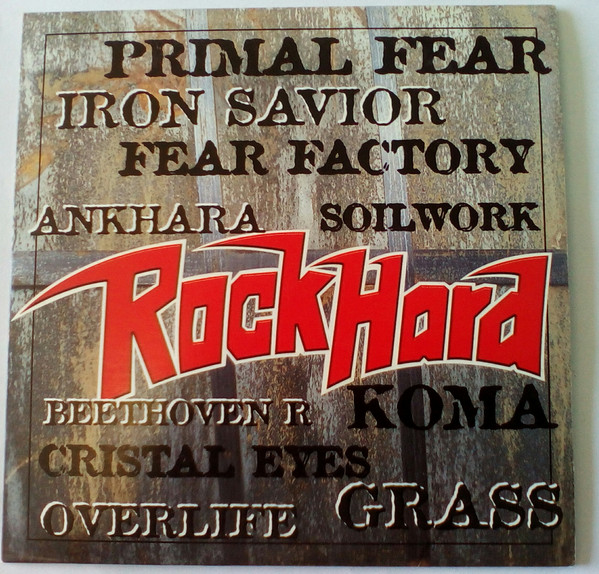 PRIMAL FEAR
IRON SAVIOR
FEAR FACTORY
ANKHARA SOILWORK
RockHard
BEETHOVEN R KOMA
CRISTAL EYES
OVERLIFE GRASS